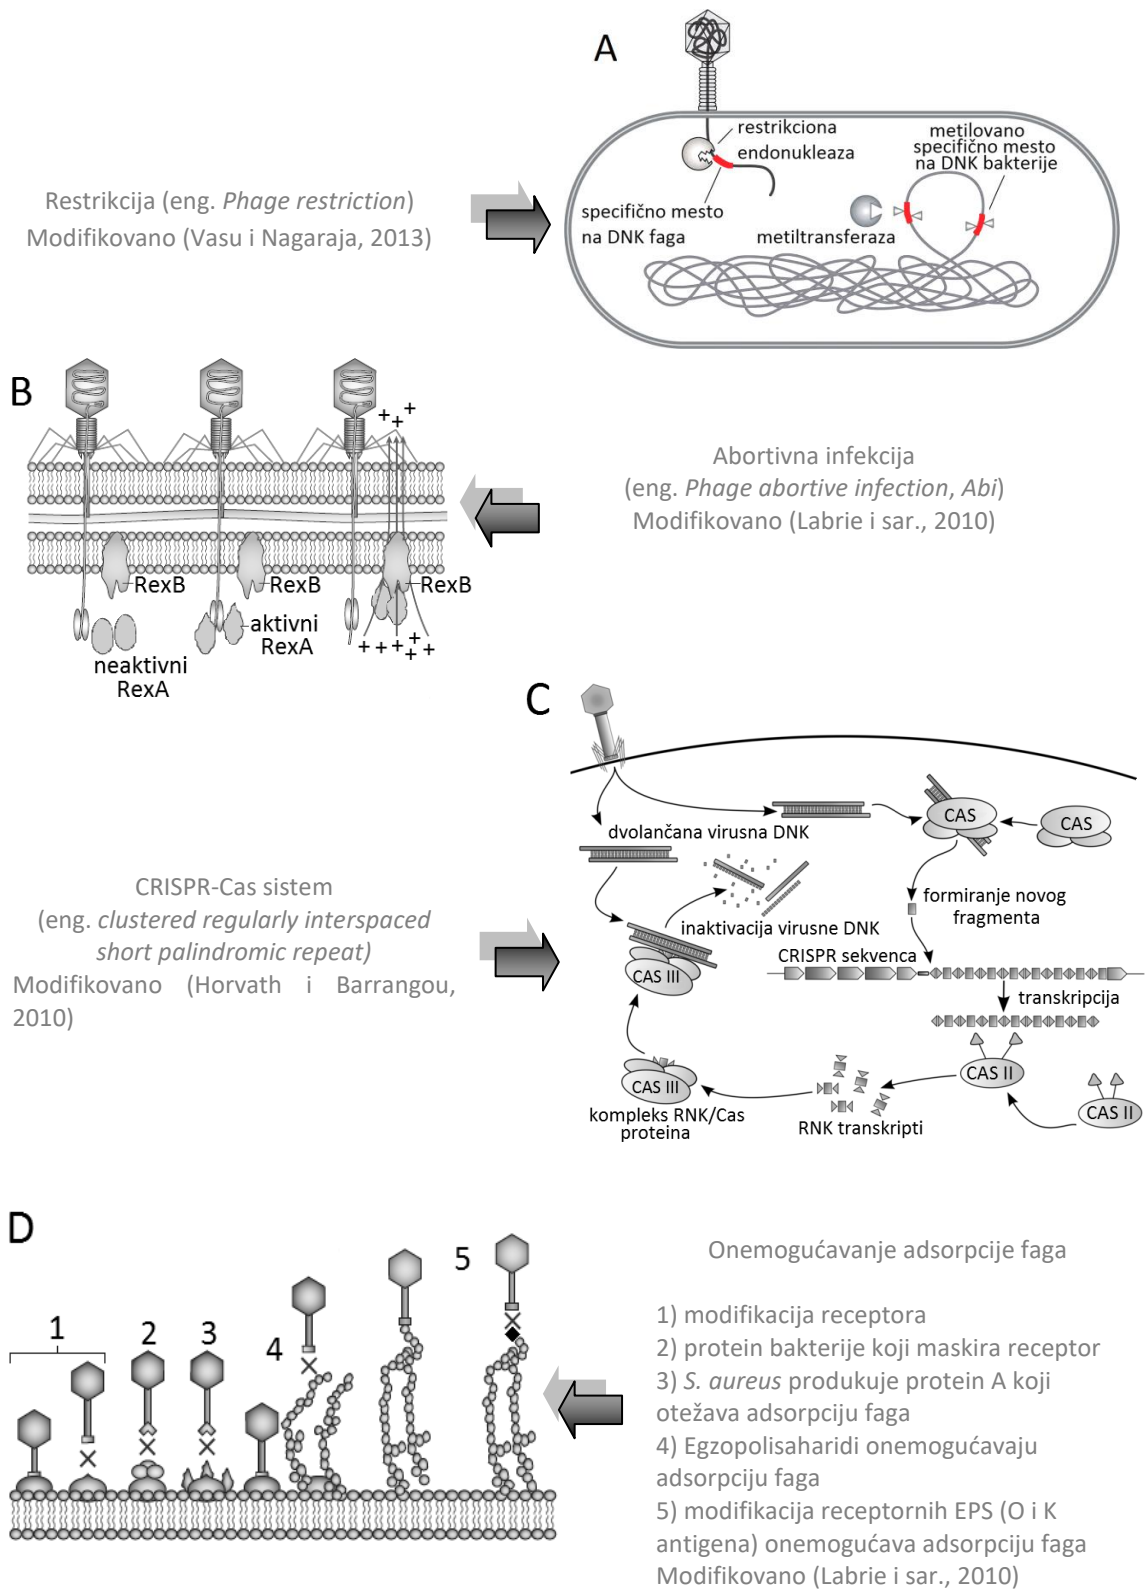 A
restrikciona
endonukleaza
metilovano
specifično mesto
na DNK bakterije
specifično mesto
na DNK faga
metiltransferaza
Restrikcija (eng. Phage restriction)
Modifikovano (Vasu i Nagaraja, 2013)
B
+ + +
RexB
RexB
RexB
aktivni
RexA
neaktivni
RexA
+ + + + + + +
Abortivna infekcija
(eng. Phage abortive infection, Abi)
Modifikovano (Labrie i sar., 2010)
C
dvolančana virusna DNK
CAS
CAS
formiranje novog
fragmenta
inaktivacija virusne DNK
CRISPR sekvenca
CAS III
transkripcija
CAS II
CAS II
CAS III
kompleks RNK/Cas
proteina
RNK transkripti
CRISPR-Cas sistem
(eng. clustered regularly interspaced
short palindromic repeat)
Modifikovano (Horvath i Barrangou,
2010)
D
1
2
3
4
5
Onemogućavanje adsorpcije faga
1) modifikacija receptora
2) protein bakterije koji maskira receptor
3) S. aureus produkuje protein A koji
otežava adsorpciju faga
4) Egzopolisaharidi onemogućavaju
adsorpciju faga
5) modifikacija receptornih EPS (O i K
antigena) onemogućava adsorpciju faga
Modifikovano (Labrie i sar., 2010)